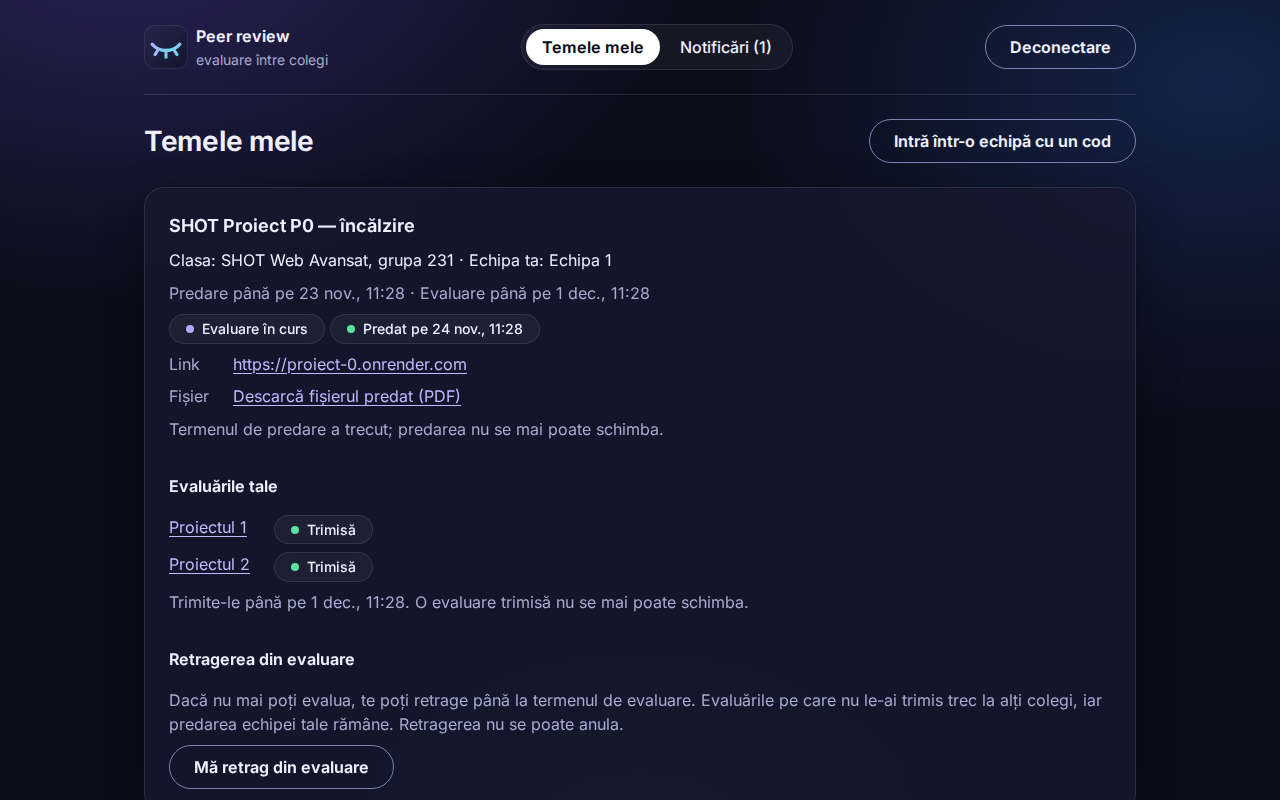 Peer review
evaluare între colegi
Temele mele
Notificări (1)
Deconectare
Temele mele
Intră într-o echipă cu un cod
SHOT Proiect P0 — încălzire
Clasa: SHOT Web Avansat, grupa 231 · Echipa ta: Echipa 1
Predare până pe 23 nov., 11:28 · Evaluare până pe 1 dec., 11:28
Evaluare în curs
Predat pe 24 nov., 11:28
Link https://proiect-0.onrender.com
Fișier Descarcă fișierul predat (PDF)
Termenul de predare a trecut; predarea nu se mai poate schimba.
Evaluările tale
Proiectul 1 Trimisă
Proiectul 2 Trimisă
Trimite-le până pe 1 dec., 11:28. O evaluare trimisă nu se mai poate schimba.
Retragerea din evaluare
Dacă nu mai poți evalua, te poți retrage până la termenul de evaluare. Evaluările pe care nu le-ai trimis trec la alți colegi, iar
predarea echipei tale rămâne. Retragerea nu se poate anula.
Mă retrag din evaluare